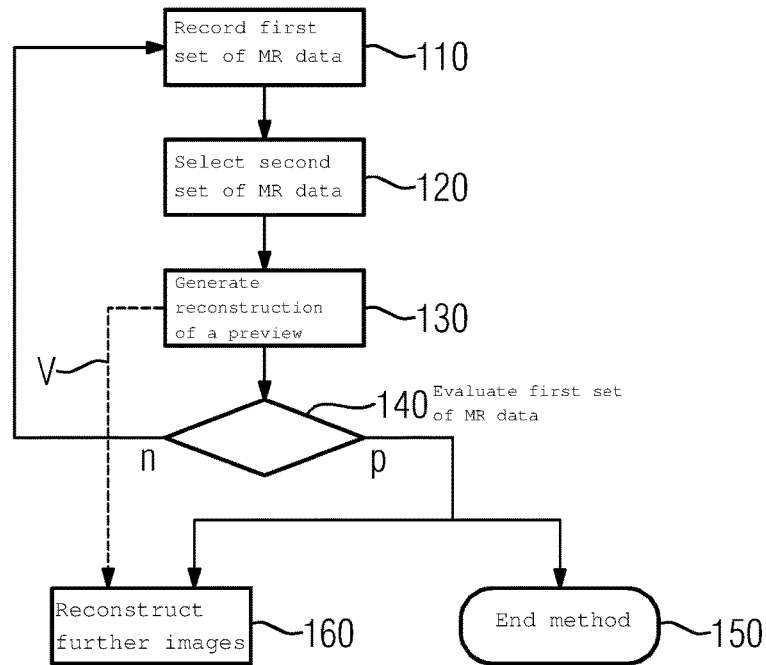 Record first
set of MR data
110
Select second
set of MR data
120
Generate
reconstruction
of a preview
130
V
140
Evaluate first set
of MR data
n
p
Reconstruct
further images
160
End method
150